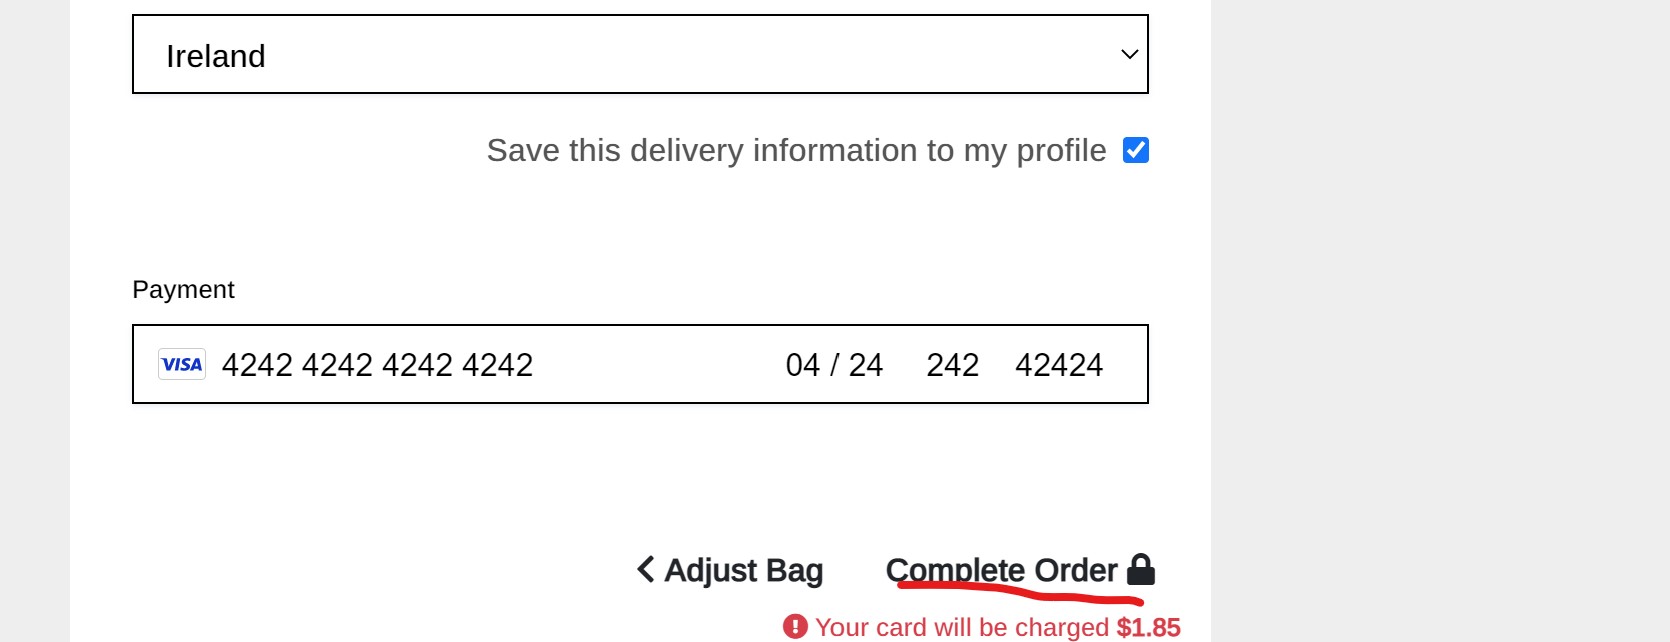 Ireland
Save this delivery information to my profile
Payment
VISA 4242 4242 4242 4242 04 / 24 242 42424
Adjust Bag Complete Order
Your card will be charged $1.85